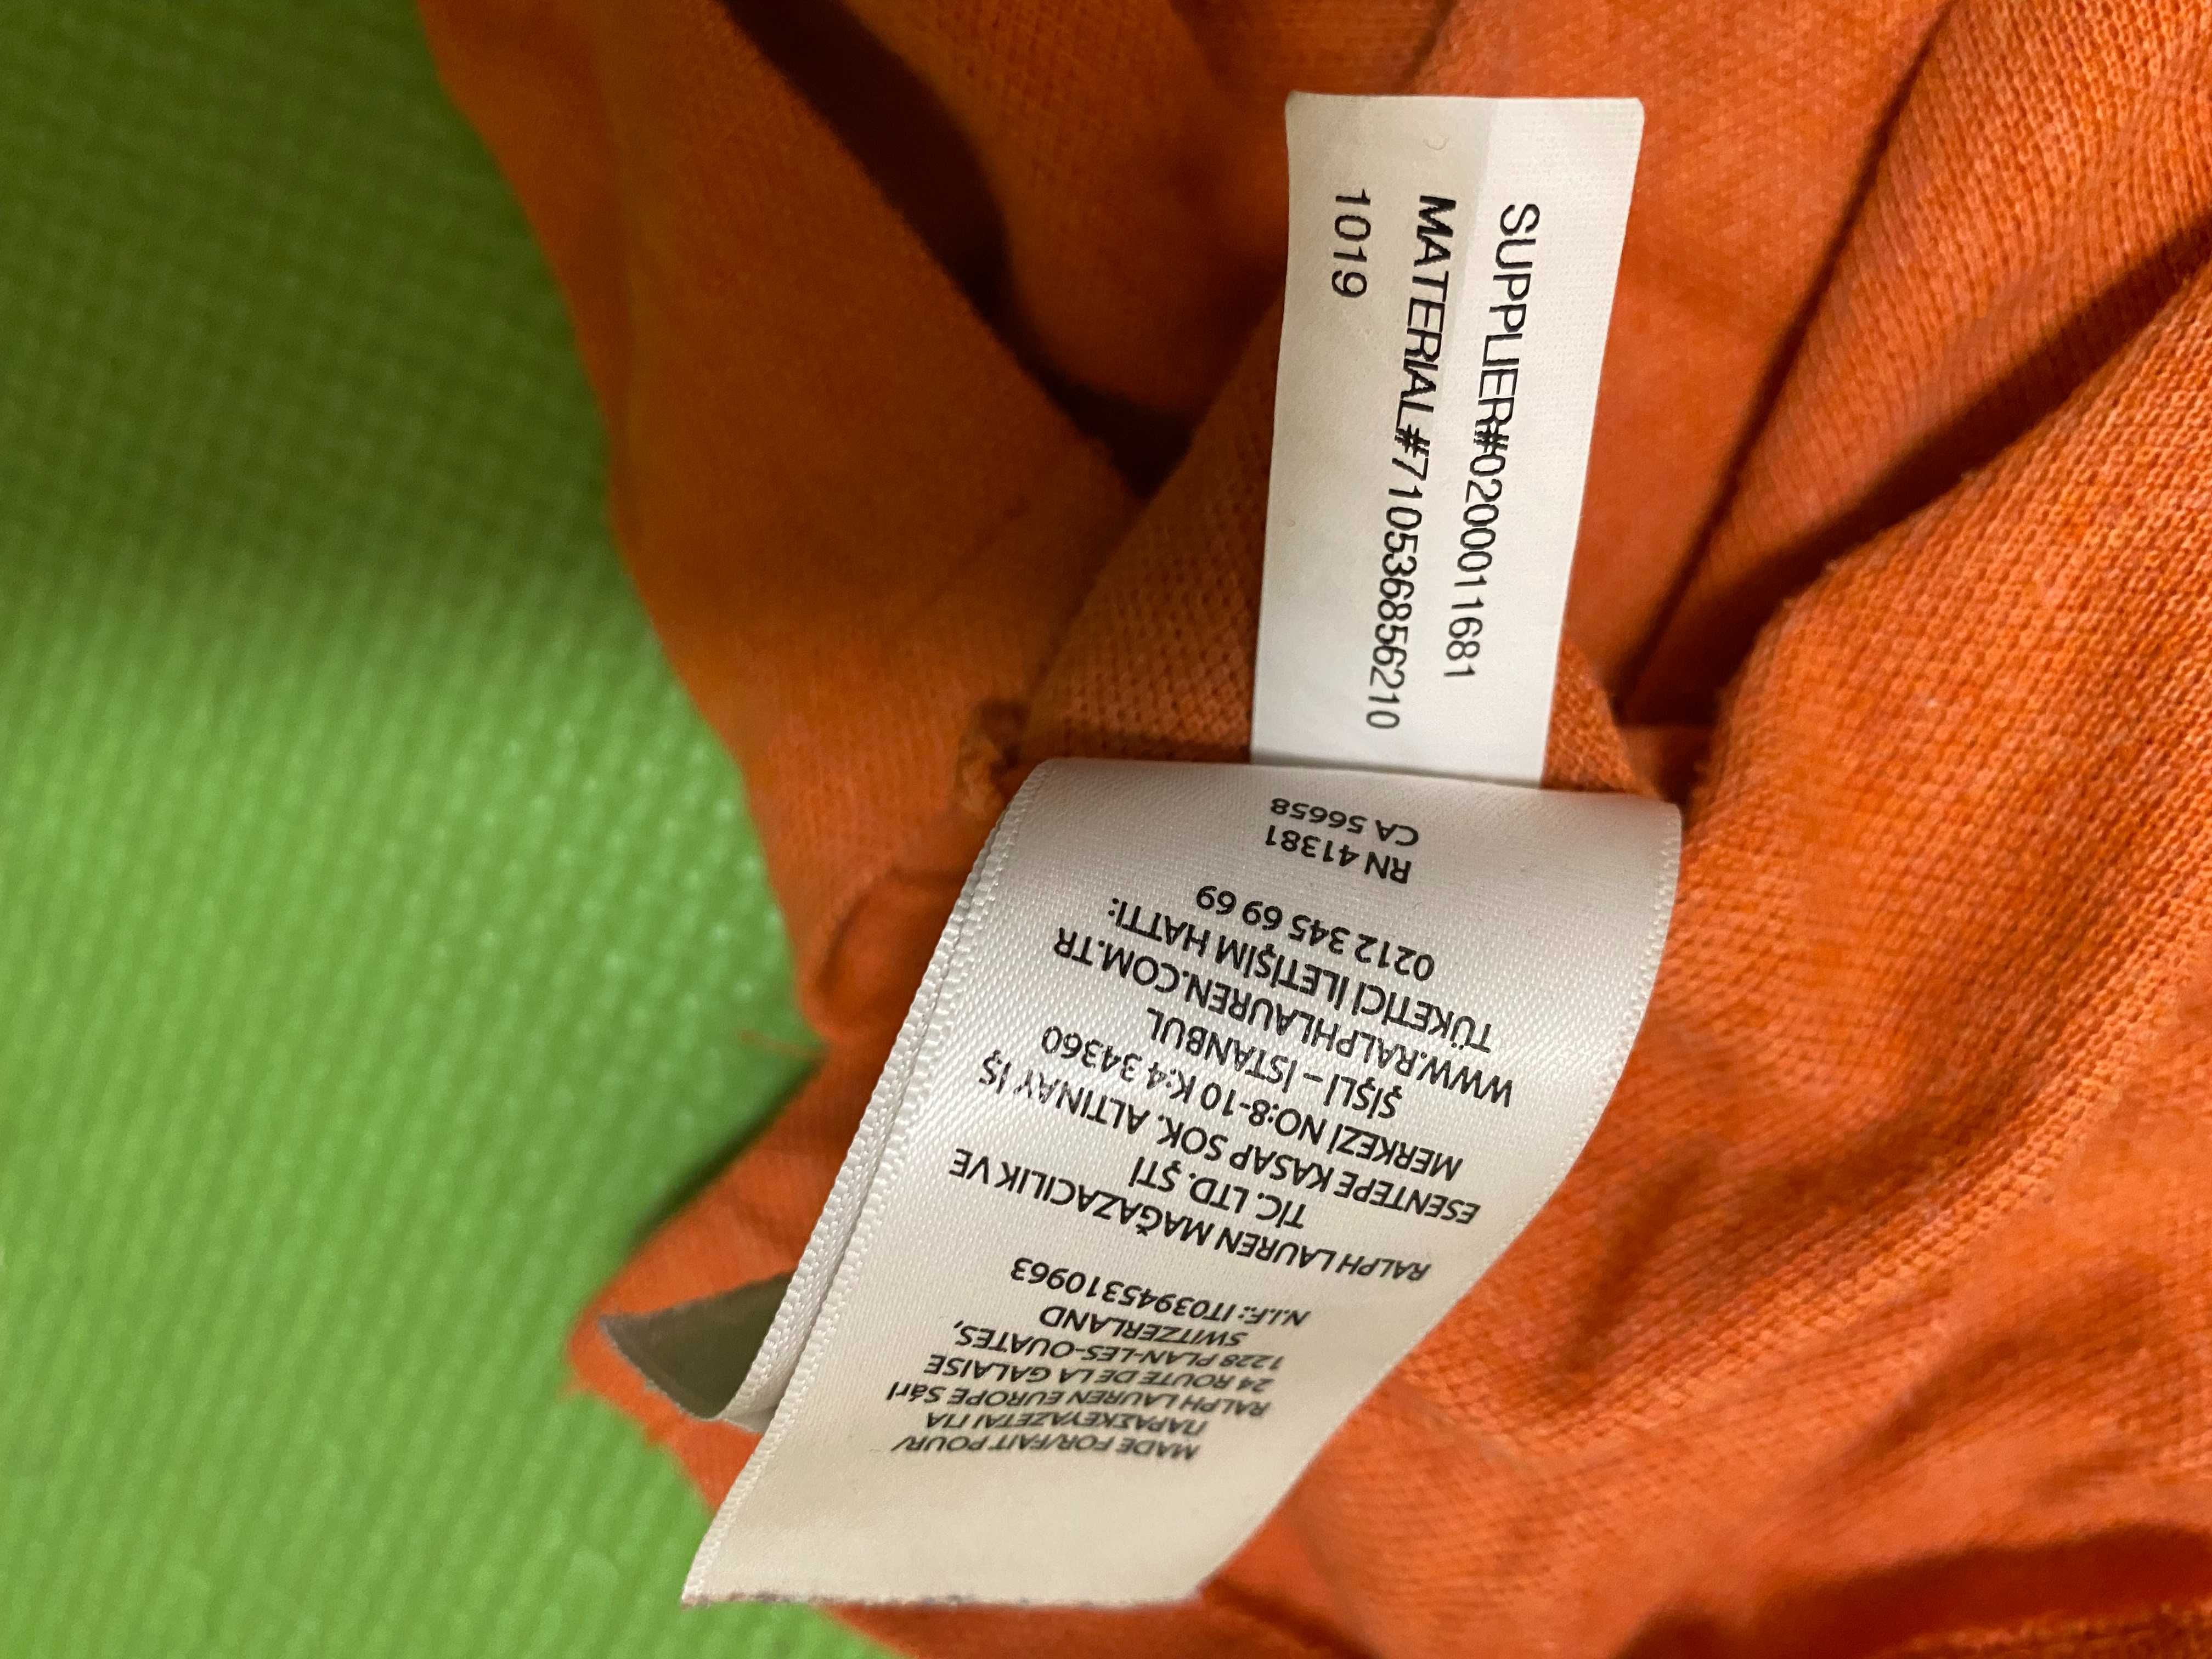 SUPPLIER#0200011681
MATERIAL#710536856210
1019
MADE FOR/FAIT POUR/
ΠΑΡΑΣΚΕΥΑΖΕΤΑΙ ΓΙΑ
RALPH LAUREN EUROPE Sárl
24 ROUTE DE LA GALAISE
1228 PLAN-LES-OUATES,
SWITZERLAND
N.I.F.: IT03945310963
RALPH LAUREN MAĞAZACILIK VE
TİC. LTD. ŞTİ
ESENTEPE KASAP SOK. ALTINAY İŞ
MERKEZİ NO:8-10 K:4 34360
ŞİŞLİ – İSTANBUL
WWW.RALPHLAUREN.COM.TR
TÜKETİCİ İLETİŞİM HATTI:
0212 345 69 69
RN 41381
CA 56658